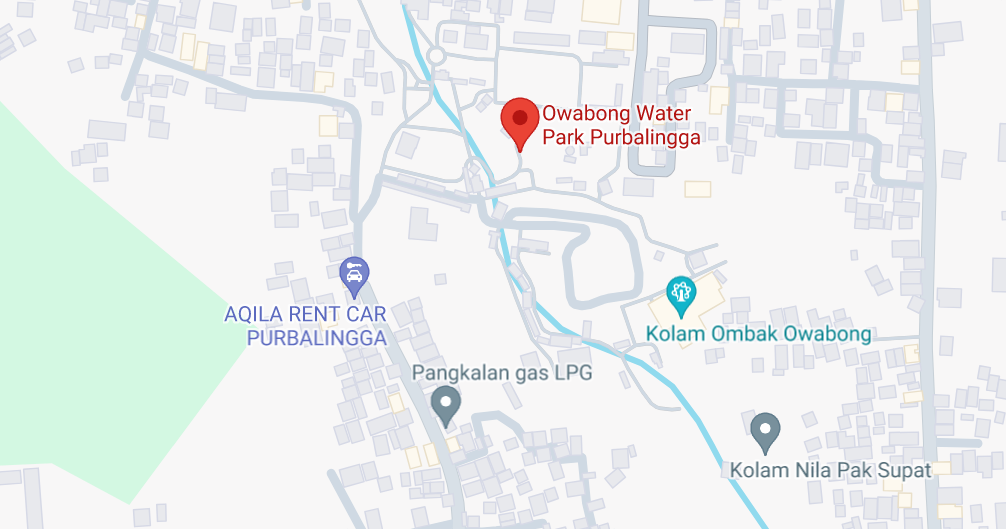 Owabong Water
Park Purbalingga
AQILA RENT CAR
PURBALINGGA
Kolam Ombak Owabong
Pangkalan gas LPG
Kolam Nila Pak Supat